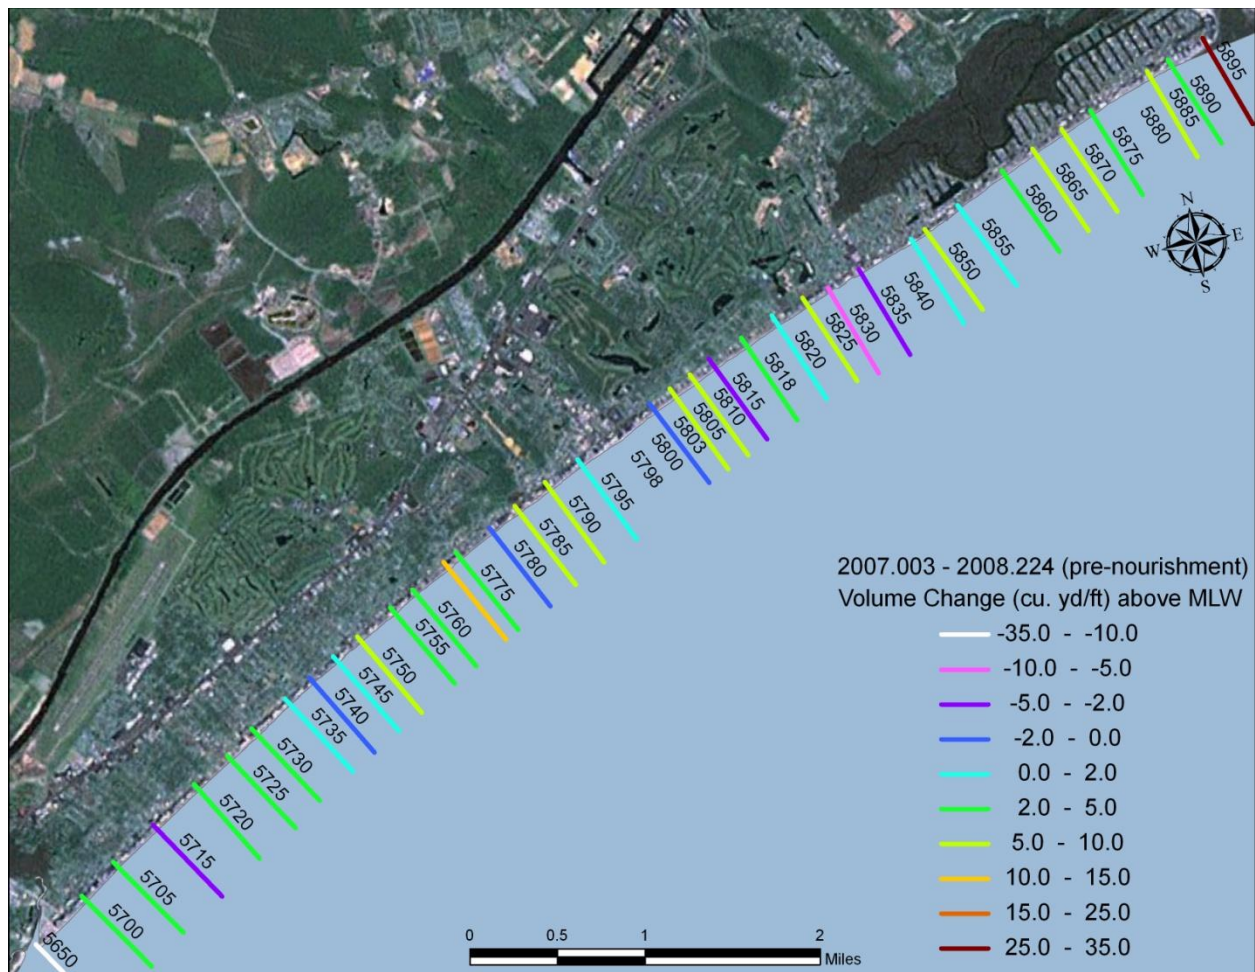 5895
5890
5885
5880
5875
5870
5865
5860
5855
5850
5840
5835
5830
5825
5820
5818
5815
5810
5805
5803
5800
5798
5795
5790
5785
5780
5775
5760
5755
5750
5745
5740
5735
5730
5725
5720
5715
5705
5700
5650
N
W E
S
2007.003 - 2008.224 (pre-nourishment)
Volume Change (cu. yd/ft) above MLW
-35.0 - -10.0
-10.0 - -5.0
-5.0 - -2.0
-2.0 - 0.0
0.0 - 2.0
2.0 - 5.0
5.0 - 10.0
10.0 - 15.0
15.0 - 25.0
25.0 - 35.0
0 0.5 1 2
Miles